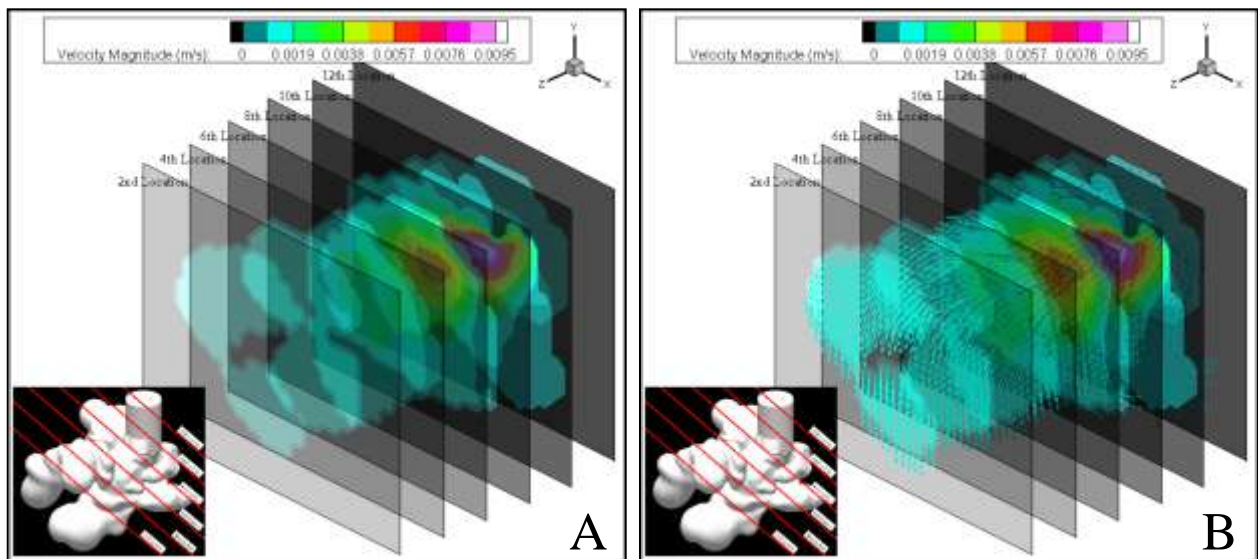 Velocity Magnitude (m/s): 0 0.0019 0.0038 0.0057 0.0076 0.0095
Y
Z X
12th Location
10th Location
8th Location
6th Location
4th Location
2nd Location
A
Velocity Magnitude (m/s): 0 0.0019 0.0038 0.0057 0.0076 0.0095
Y
Z X
12th Location
10th Location
8th Location
6th Location
4th Location
2nd Location
B